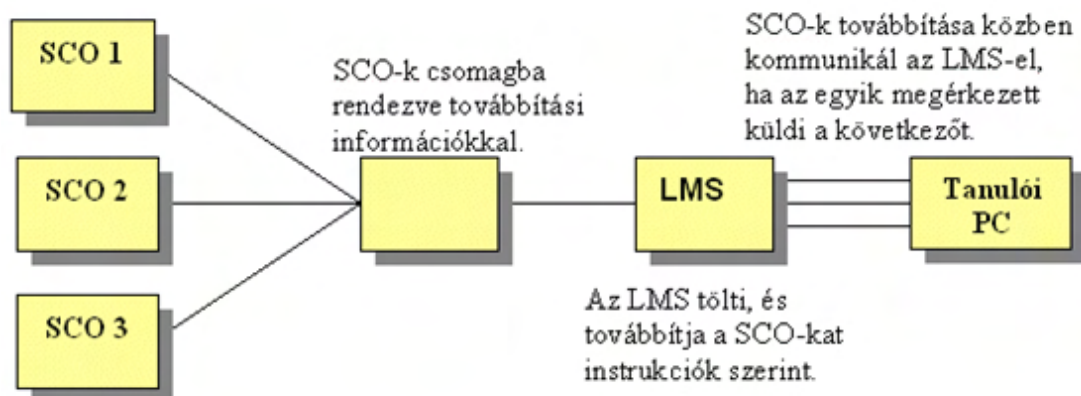 SCO 1
SCO 2
SCO 3
SCO-k csomagba
rendezve továbbítási
információkkal.
LMS
Az LMS tölti, és
továbbítja a SCO-kat
instrukciók szerint.
SCO-k továbbítása közben
kommunikál az LMS-el,
ha az egyik megérkezett
küldi a következőt.
Tanulói
PC